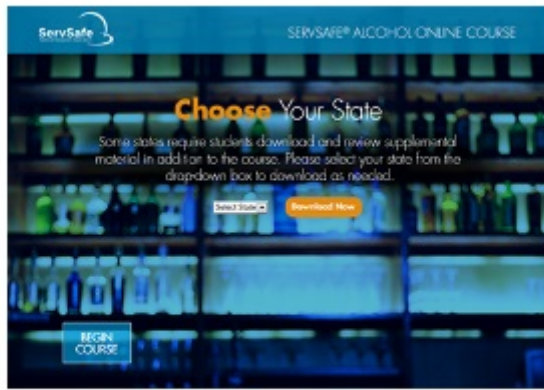 ServSafe
SERVSAFE® ALCOHOL ONLINE COURSE
Choose Your State
Some states require students download and review supplemental
material in addition to the course. Please select your state from the
drop-down box to download as needed.
Select State
Download Now
BEGIN
COURSE